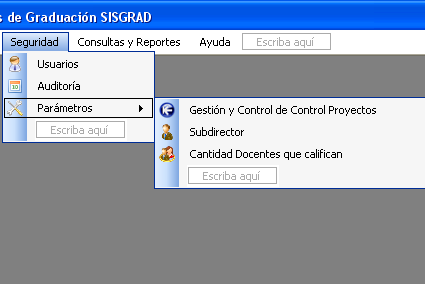 s de Graduación SISGRAD
Seguridad Consultas y Reportes Ayuda Escriba aquí
Usuarios
Auditoría
Parámetros
Escriba aquí
Gestión y Control de Control Proyectos
Subdirector
Cantidad Docentes que califican
Escriba aquí